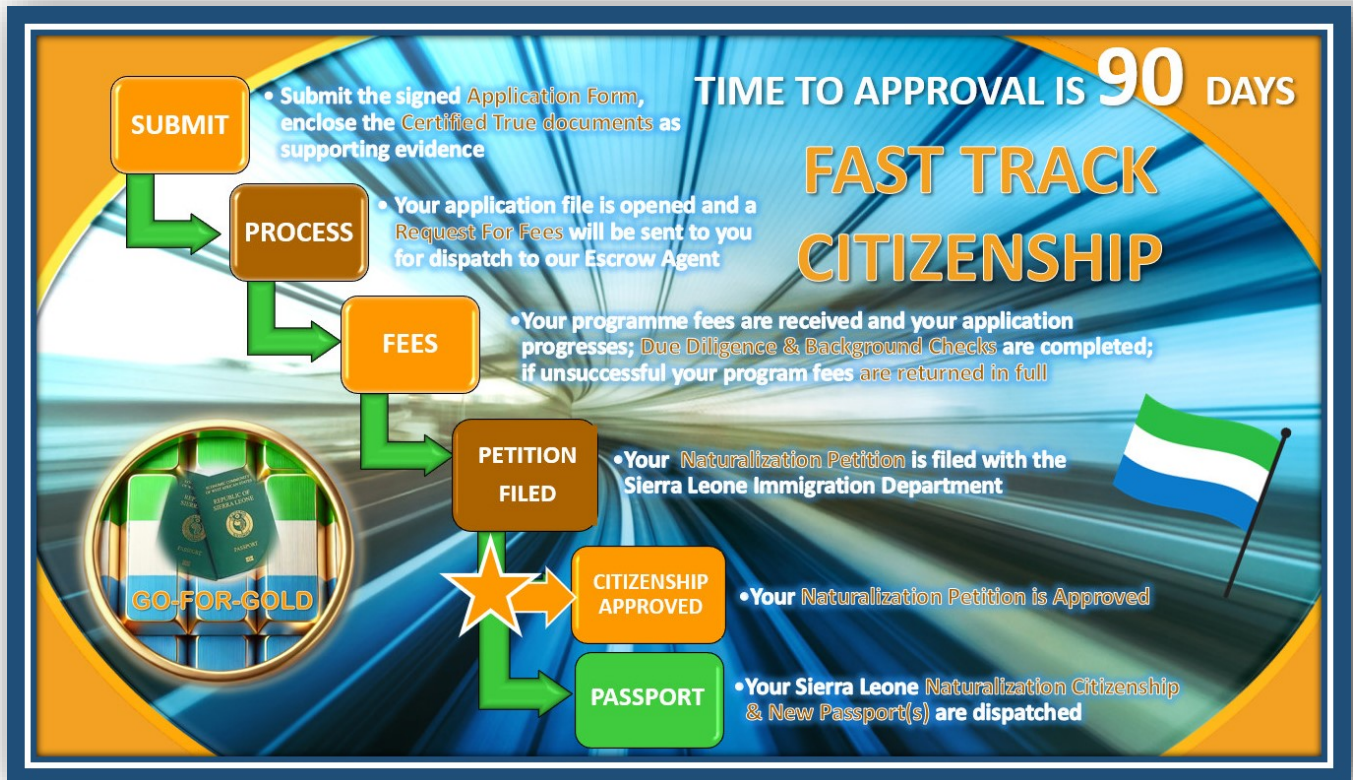 TIME TO APPROVAL IS 90 DAYS
FAST TRACK
CITIZENSHIP
SUBMIT
• Submit the signed Application Form,
enclose the Certified True documents as
supporting evidence
PROCESS
• Your application file is opened and a
Request For Fees will be sent to you
for dispatch to our Escrow Agent
FEES
•Your programme fees are received and your application
progresses; Due Diligence & Background Checks are completed;
if unsuccessful your program fees are returned in full
PETITION
FILED
•Your Naturalization Petition is filed with the
Sierra Leone Immigration Department
CITIZENSHIP
APPROVED
•Your Naturalization Petition is Approved
PASSPORT
•Your Sierra Leone Naturalization Citizenship
& New Passport(s) are dispatched
REPUBLIC OF
SIERRA LEONE
PASSPORT
GO-FOR-GOLD